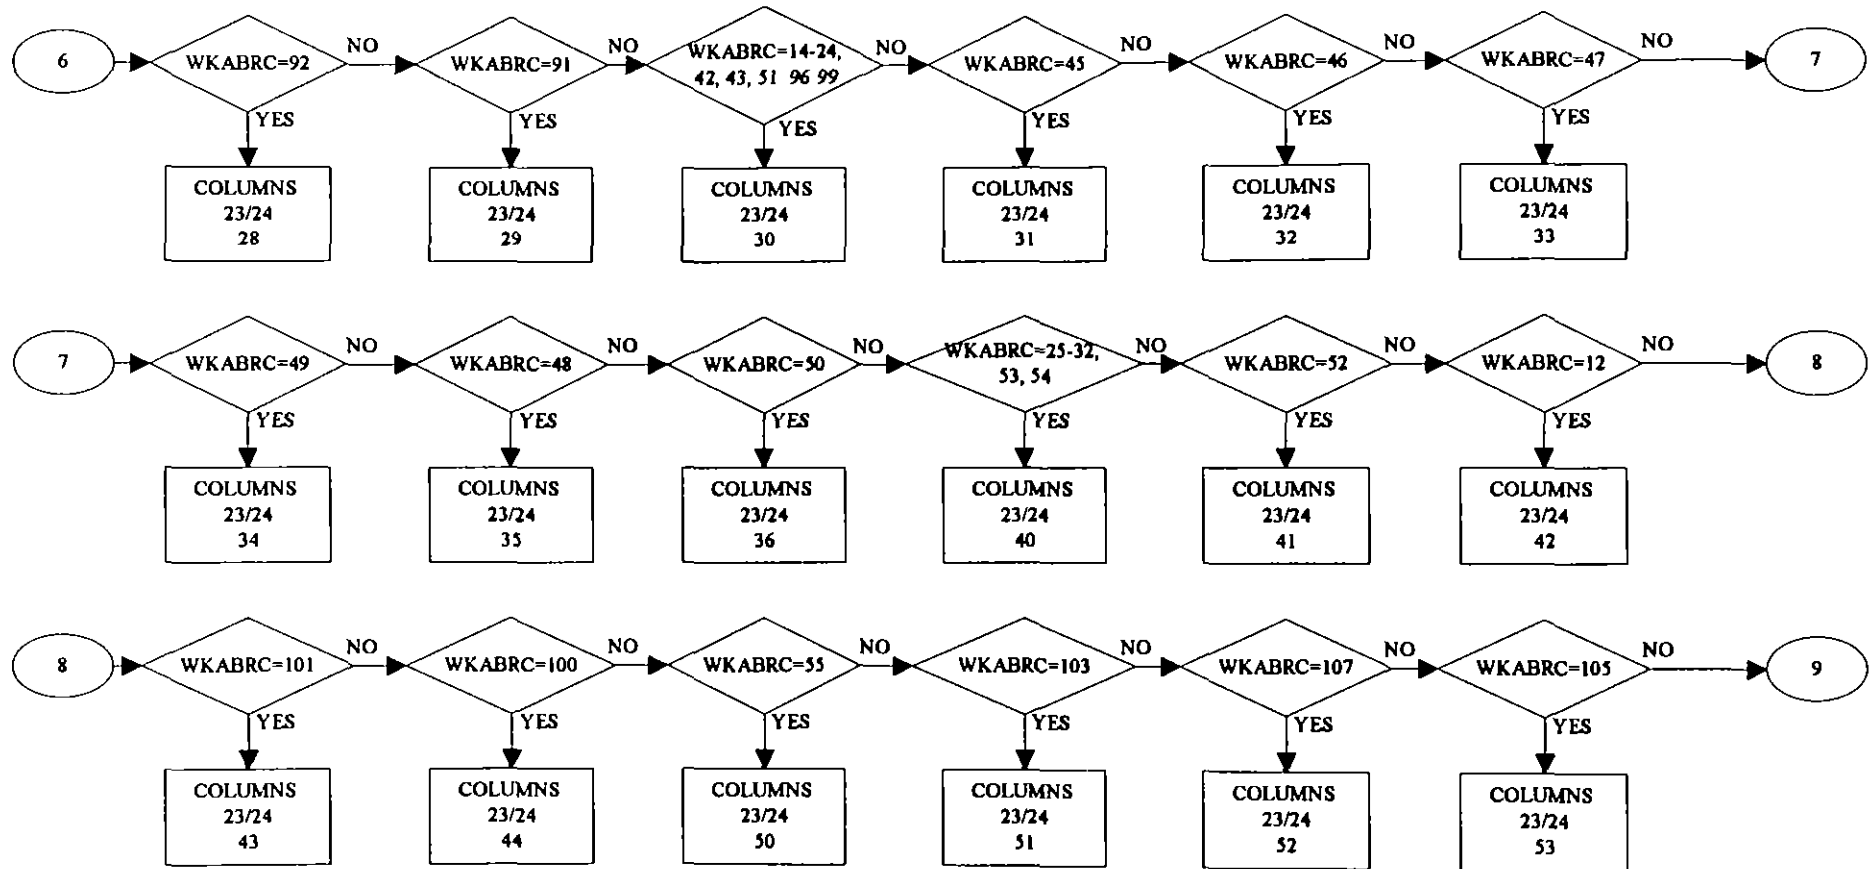 6
WKABRC=92
NO
WKABRC=91
NO
WKABRC=14-24,
42, 43, 51 96 99
NO
WKABRC=45
NO
WKABRC=46
NO
WKABRC=47
NO
7
YES
YES
YES
YES
YES
YES
COLUMNS
23/24
28
COLUMNS
23/24
29
COLUMNS
23/24
30
COLUMNS
23/24
31
COLUMNS
23/24
32
COLUMNS
23/24
33
7
WKABRC=49
NO
WKABRC=48
NO
WKABRC=50
NO
WKABRC=25-32,
53, 54
NO
WKABRC=52
NO
WKABRC=12
NO
8
YES
YES
YES
YES
YES
YES
COLUMNS
23/24
34
COLUMNS
23/24
35
COLUMNS
23/24
36
COLUMNS
23/24
40
COLUMNS
23/24
41
COLUMNS
23/24
42
8
WKABRC=101
NO
WKABRC=100
NO
WKABRC=55
NO
WKABRC=103
NO
WKABRC=107
NO
WKABRC=105
NO
9
YES
YES
YES
YES
YES
YES
COLUMNS
23/24
43
COLUMNS
23/24
44
COLUMNS
23/24
50
COLUMNS
23/24
51
COLUMNS
23/24
52
COLUMNS
23/24
53